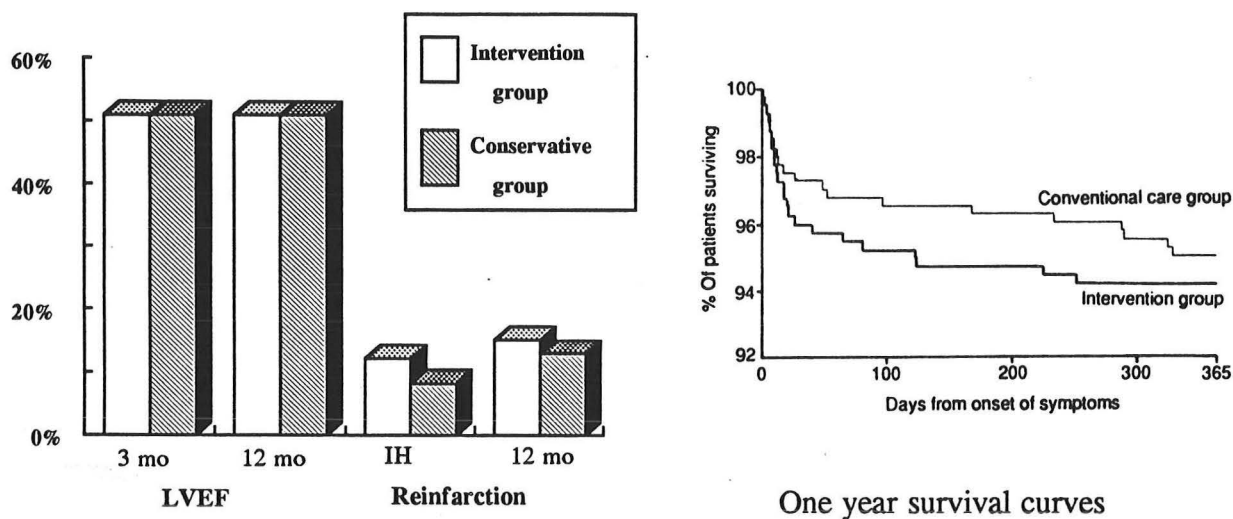 60%
40%
20%
0%
Intervention
group
Conservative
group
3 mo
12 mo
IH
12 mo
LVEF
Reinfarction
% Of patients surviving
100
98
96
94
92
Conventional care group
Intervention group
0
100
200
300
365
Days from onset of symptoms
One year survival curves